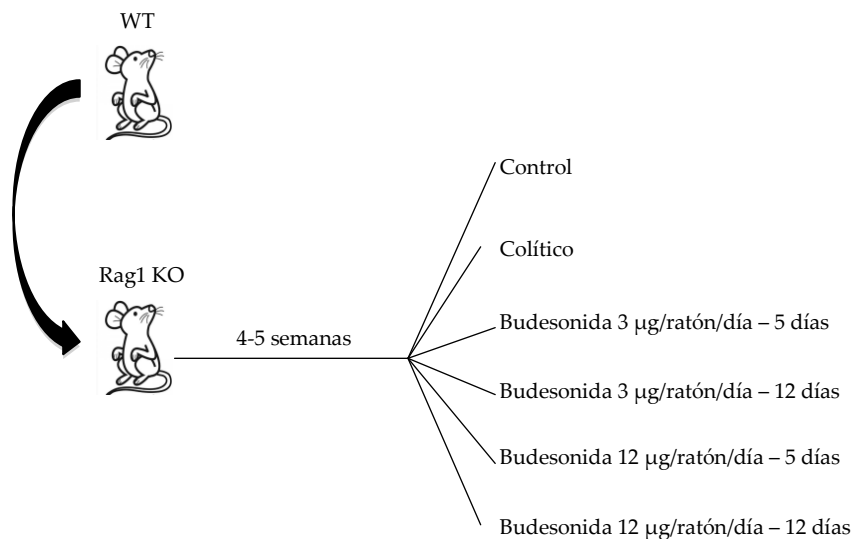 WT
Rag1 KO
4-5 semanas
Control
Colítico
Budesonida 3 µg/ratón/día – 5 días
Budesonida 3 µg/ratón/día – 12 días
Budesonida 12 µg/ratón/día – 5 días
Budesonida 12 µg/ratón/día – 12 días